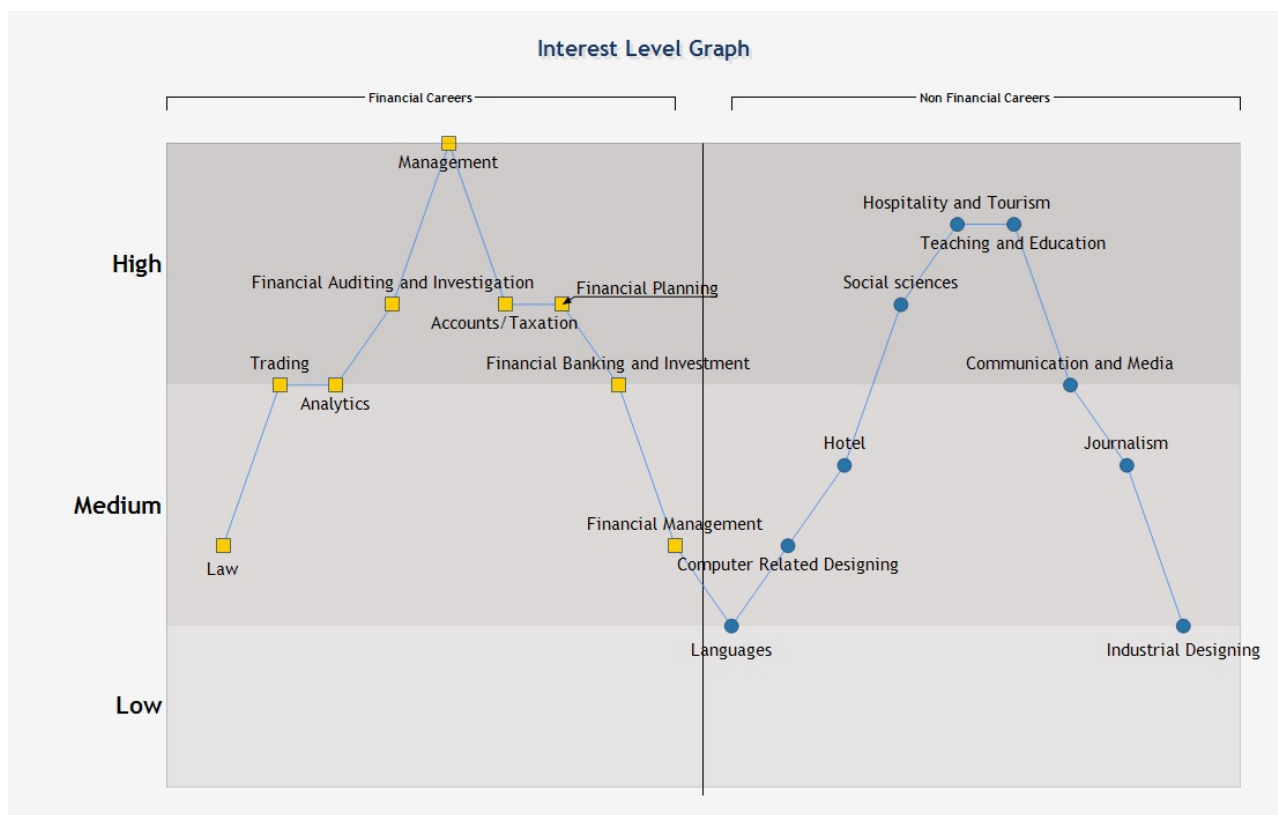 Interest Level Graph
Financial Careers
Non Financial Careers
Management
Hospitality and Tourism
Teaching and Education
High
Financial Auditing and Investigation
Financial Planning
Social sciences
Accounts/Taxation
Trading
Financial Banking and Investment
Communication and Media
Analytics
Hotel
Journalism
Medium
Financial Management
Law
Computer Related Designing
Languages
Industrial Designing
Low